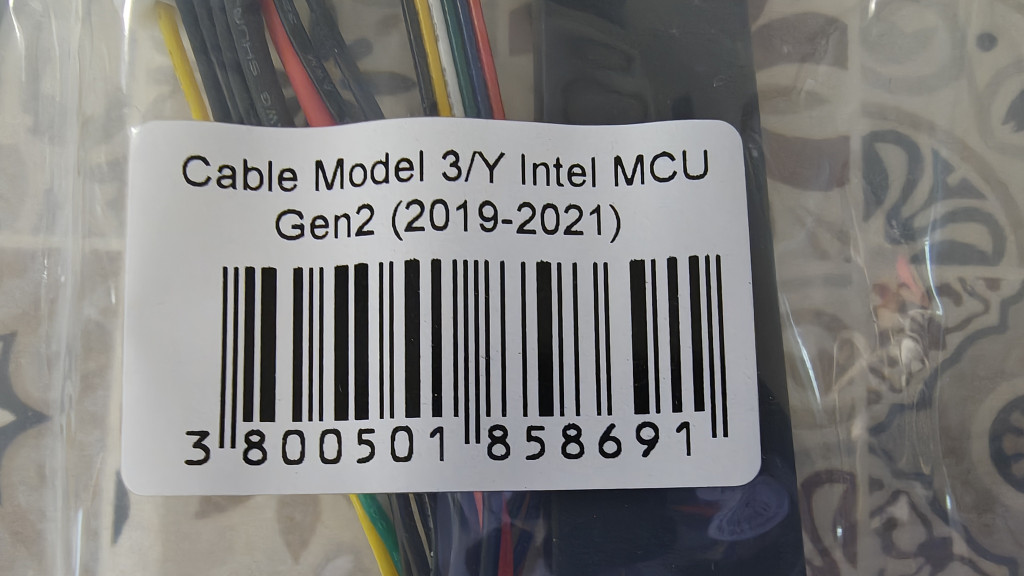 Cable Model 3/Y Intel MCU
Gen2 (2019-2021)
3 800501 858691